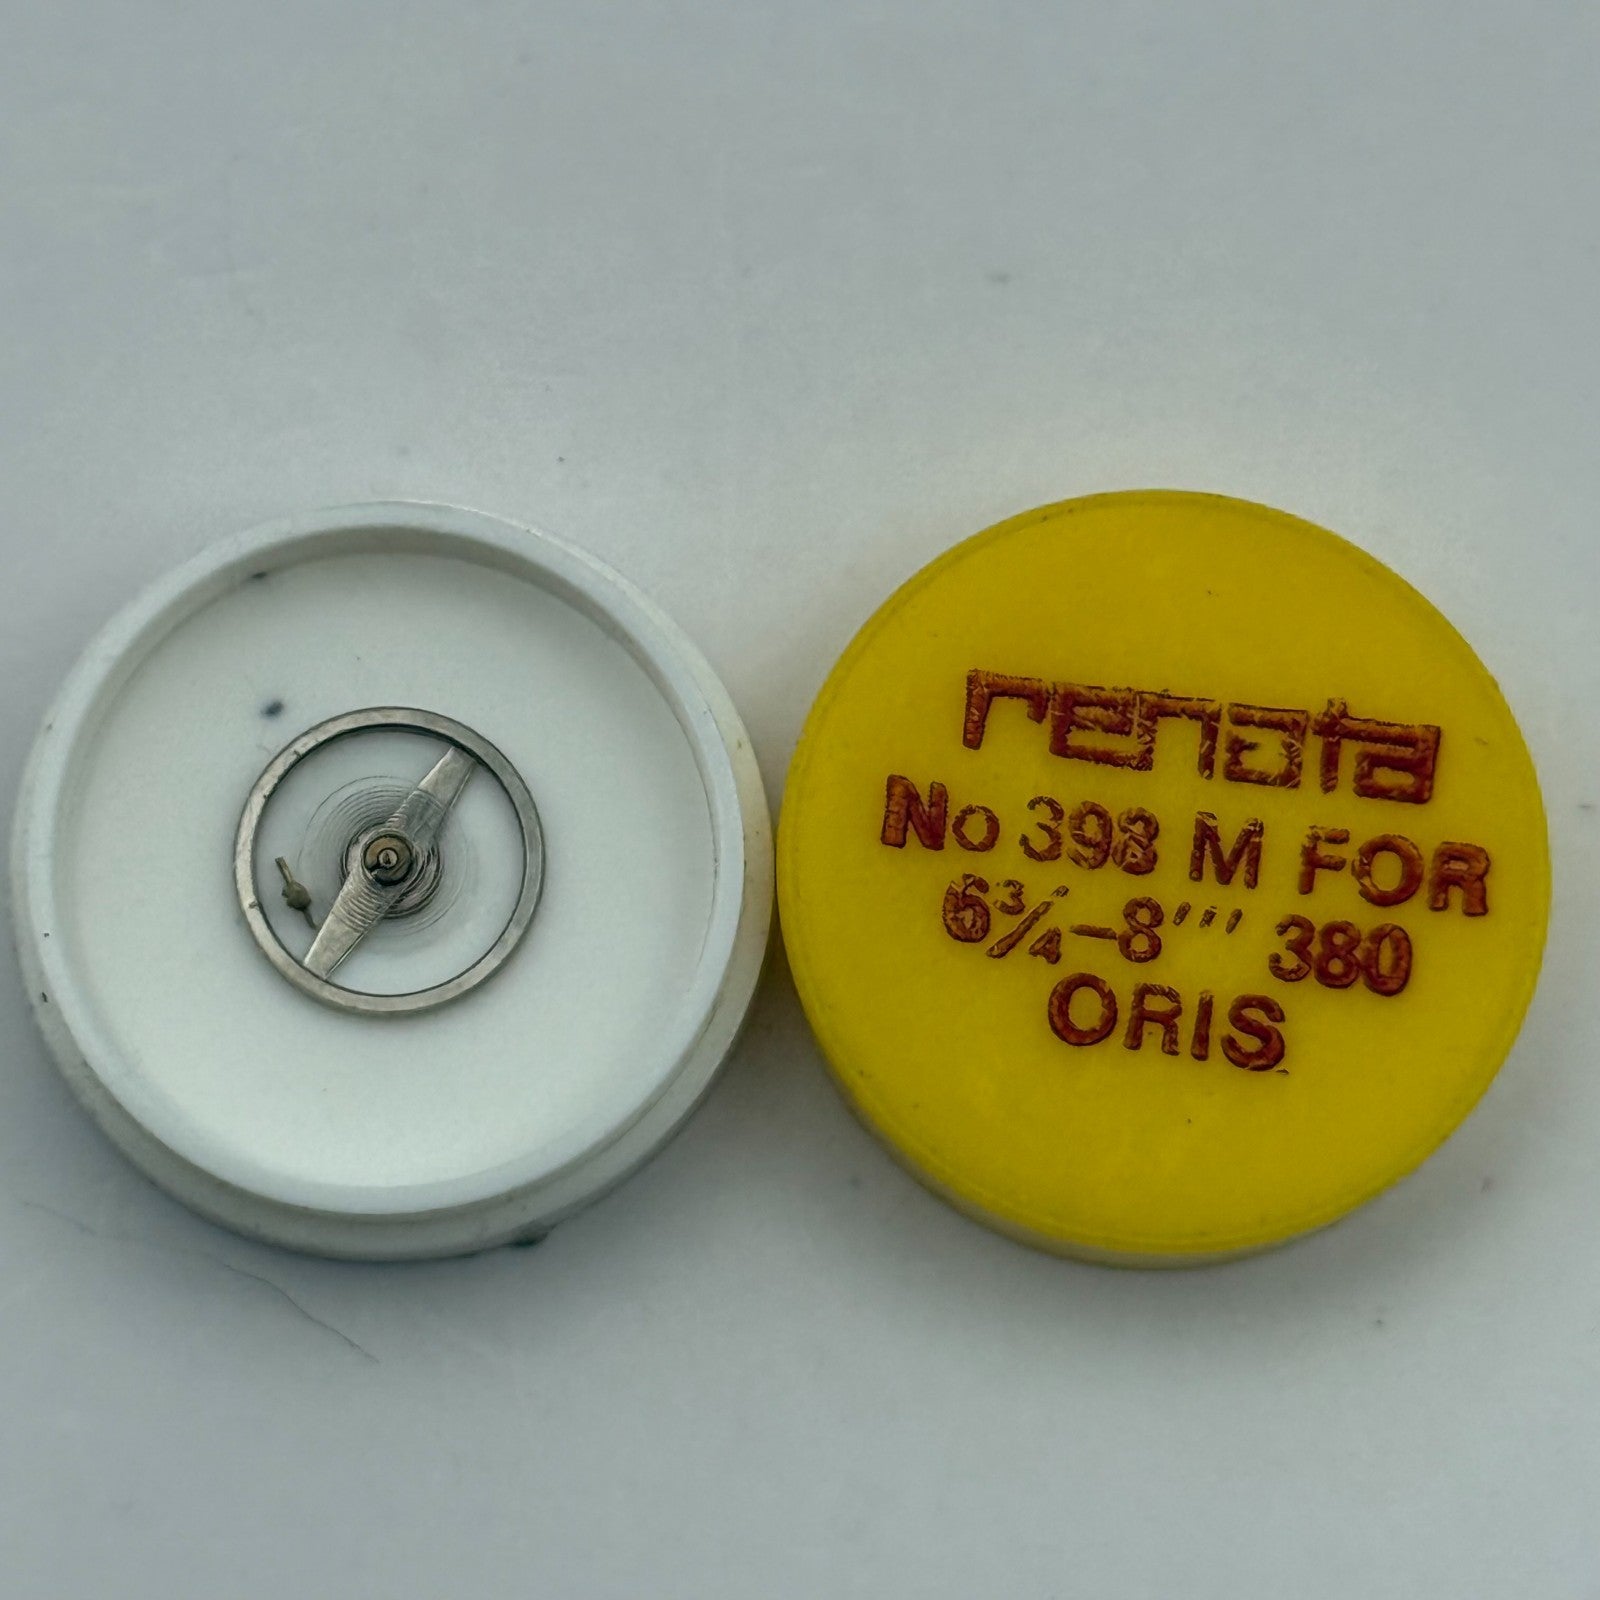 renata
No 398 M FOR
6¾-8''' 380
ORIS